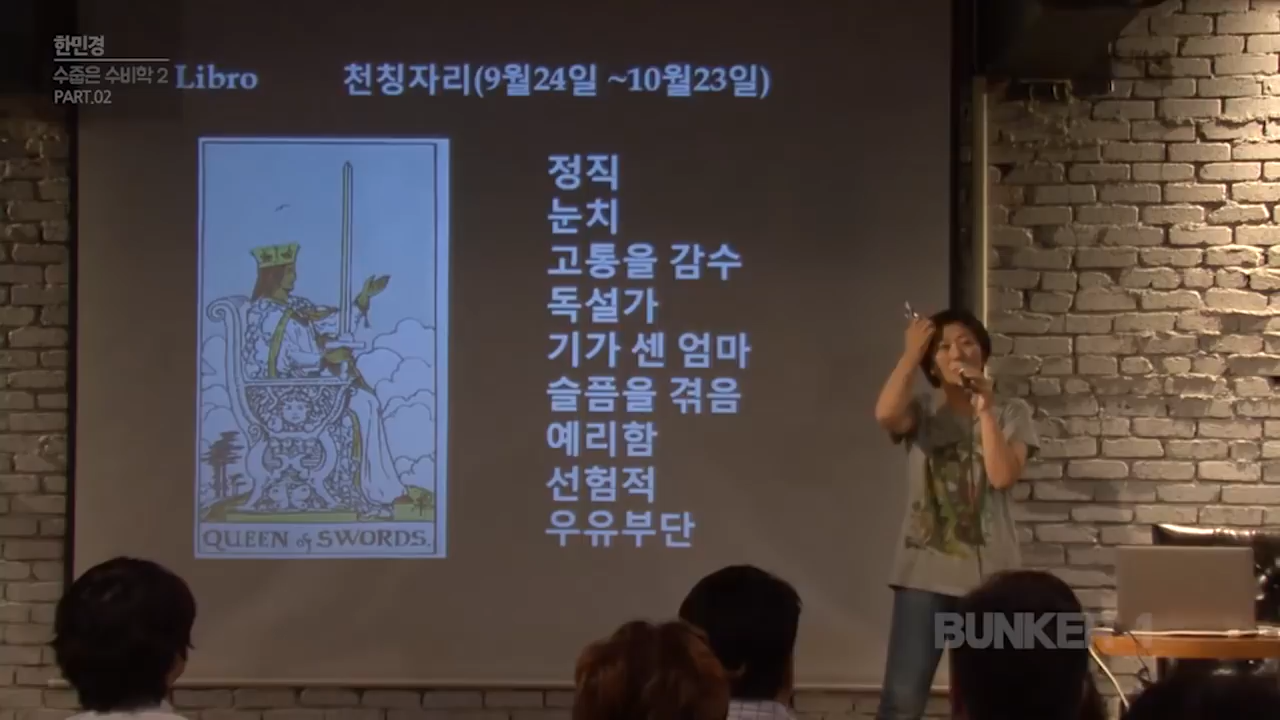 한민경
수줍은 수비학 2
PART.02
Libro 천칭자리(9월24일 ~10월23일)
정직
눈치
고통을 감수
독설가
기가 센 엄마
슬픔을 겪음
예리함
선험적
우유부단
QUEEN of SWORDS.